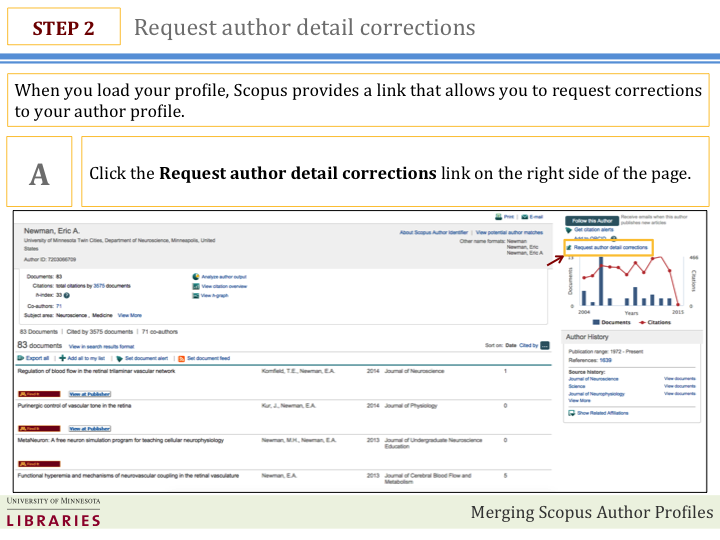 STEP 2
Request author detail corrections
When you load your profile, Scopus provides a link that allows you to request corrections
to your author profile.
A
Click the Request author detail corrections link on the right side of the page.
Print | E-mail
Newman, Eric A.
University of Minnesota Twin Cities, Department of Neuroscience, Minneapolis, United
States
Author ID: 7203066709
About Scopus Author Identifier | View potential author matches
Other name formats: Newman
Newman, Eric
Newman, Eric A
Follow this Author
Receive emails when this author
publishes new articles
Get citation alerts
Request author detail corrections
Documents: 83
Citations: total citations by 3575 documents
h-index: 33
Co-authors: 71
Subject area: Neuroscience , Medicine View More
Analyze author output
View citation overview
View h-graph
Documents
Citations
466
0
0
2004
Years
2015
Documents
Citations
83 Documents | Cited by 3575 documents | 71 co-authors
83 documents View in search results format
Sort on: Date Cited by
Export all | Add all to my list | Set document alert | Set document feed
Regulation of blood flow in the retinal trilaminar vascular network
Kornfield, T.E., Newman, E.A.
2014 Journal of Neuroscience
1
View at Publisher
Purinergic control of vascular tone in the retina
Kur, J., Newman, E.A.
2014 Journal of Physiology
0
View at Publisher
MetaNeuron: A free neuron simulation program for teaching cellular neurophysiology
Newman, M.H., Newman, E.A.
2013 Journal of Undergraduate Neuroscience
Education
0
Functional hyperemia and mechanisms of neurovascular coupling in the retinal vasculature
Newman, E.A.
2013 Journal of Cerebral Blood Flow and
Metabolism
5
Author History
Publication range: 1972 - Present
References: 1639
Source history:
Journal of Neuroscience View documents
Science View documents
Journal of Neurophysiology View documents
View More
Show Related Affiliations
UNIVERSITY OF MINNESOTA
LIBRARIES
Merging Scopus Author Profiles